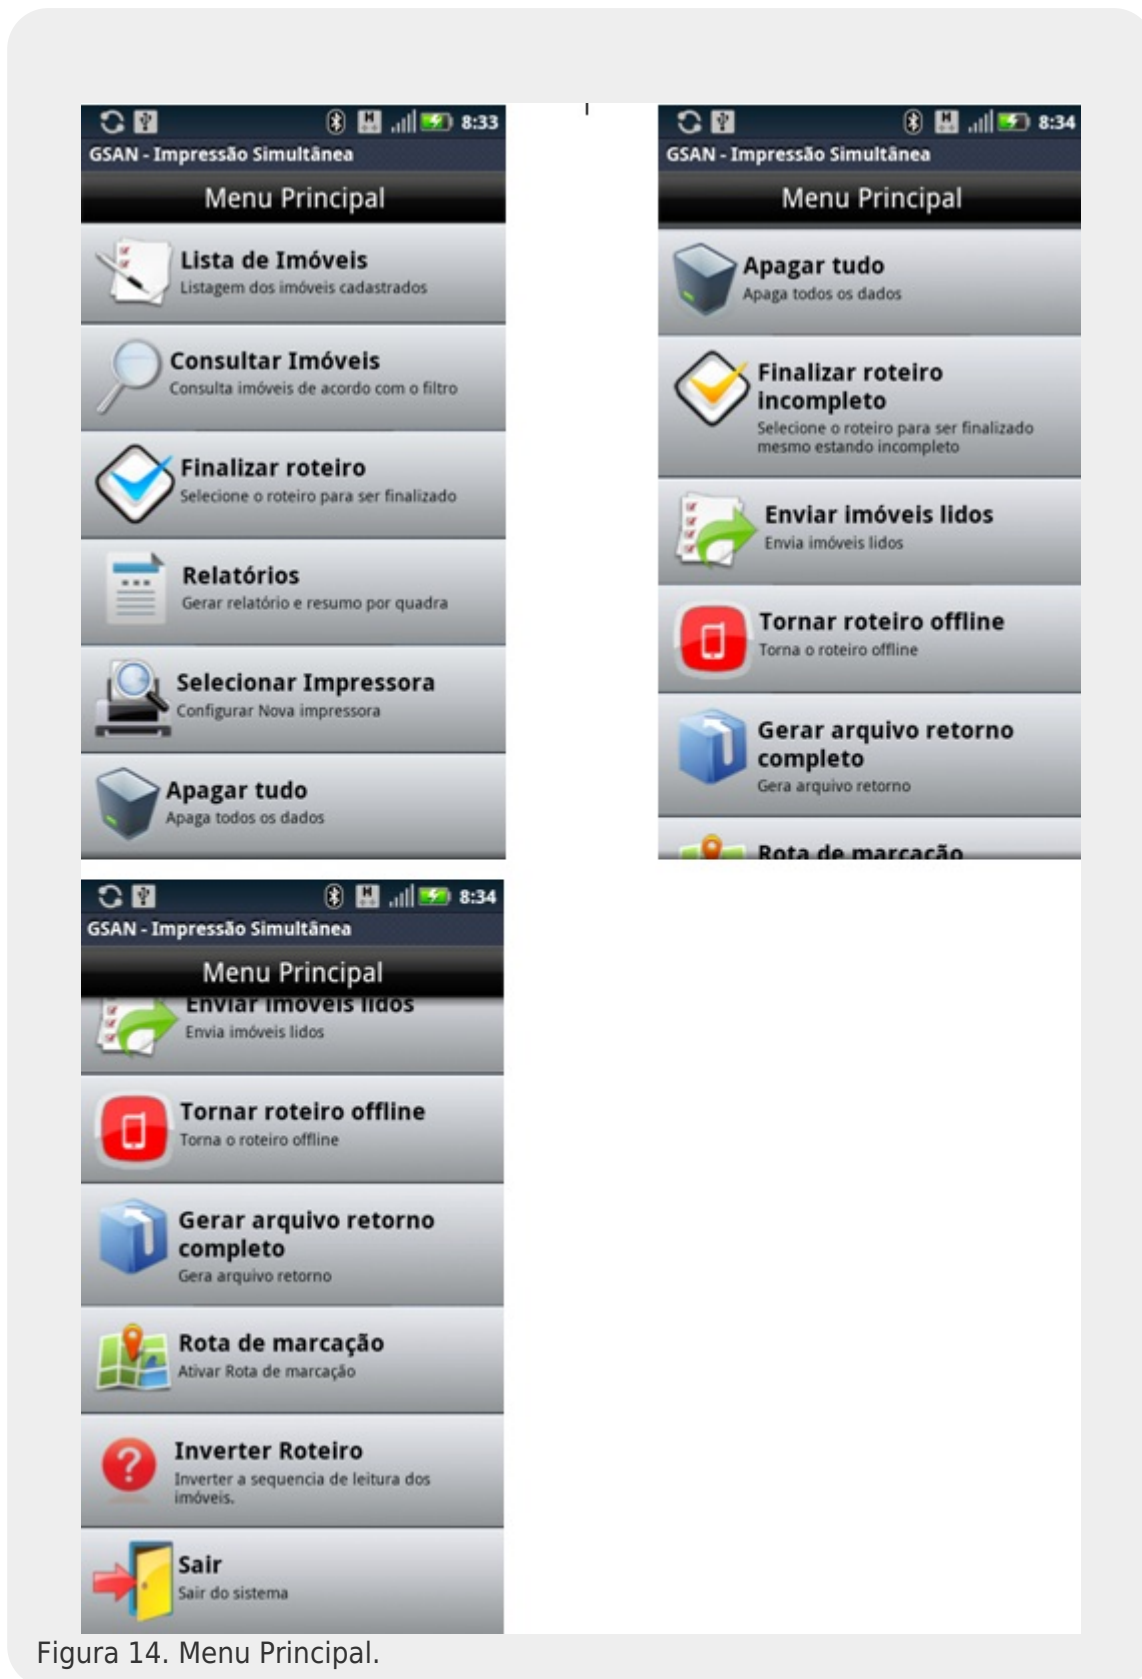 8:33
GSAN - Impressão Simultânea
Menu Principal
Lista de Imóveis
Listagem dos imóveis cadastrados
Consultar Imóveis
Consulta imóveis de acordo com o filtro
Finalizar roteiro
Selecione o roteiro para ser finalizado
Relatórios
Gerar relatório e resumo por quadra
Selecionar Impressora
Configurar Nova impressora
Apagar tudo
Apaga todos os dados
8:34
GSAN - Impressão Simultânea
Menu Principal
Apagar tudo
Apaga todos os dados
Finalizar roteiro
incompleto
Selecione o roteiro para ser finalizado
mesmo estando incompleto
Enviar imóveis lidos
Envia imóveis lidos
Tornar roteiro offline
Torna o roteiro offline
Gerar arquivo retorno
completo
Gera arquivo retorno
Rota de marcação
8:34
GSAN - Impressão Simultânea
Menu Principal
Enviar imóveis lidos
Envia imóveis lidos
Tornar roteiro offline
Torna o roteiro offline
Gerar arquivo retorno
completo
Gera arquivo retorno
Rota de marcação
Ativar Rota de marcação
Inverter Roteiro
Inverter a sequencia de leitura dos
imóveis.
Sair
Sair do sistema
Figura 14. Menu Principal.